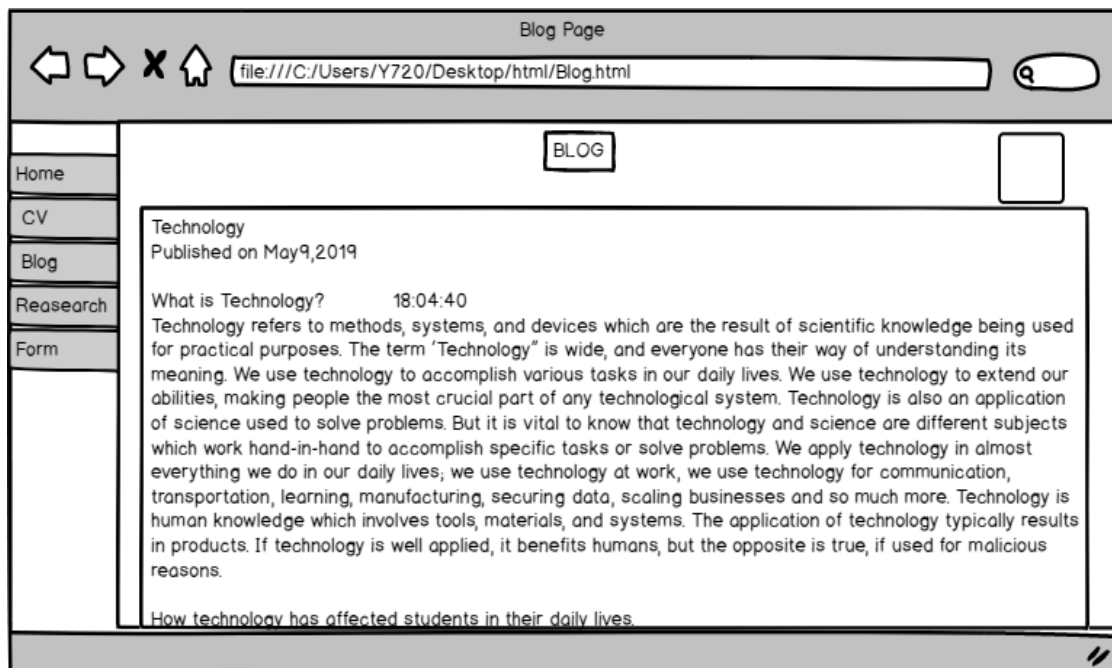 Blog Page
file:///C:/Users/Y720/Desktop/html/Blog.html
BLOG
Home
CV
Blog
Reasearch
Form
Technology
Published on May9,2019
What is Technology? 18:04:40
Technology refers to methods, systems, and devices which are the result of scientific knowledge being used
for practical purposes. The term 'Technology" is wide, and everyone has their way of understanding its
meaning. We use technology to accomplish various tasks in our daily lives. We use technology to extend our
abilities, making people the most crucial part of any technological system. Technology is also an application
of science used to solve problems. But it is vital to know that technology and science are different subjects
which work hand-in-hand to accomplish specific tasks or solve problems. We apply technology in almost
everything we do in our daily lives; we use technology at work, we use technology for communication,
transportation, learning, manufacturing, securing data, scaling businesses and so much more. Technology is
human knowledge which involves tools, materials, and systems. The application of technology typically results
in products. If technology is well applied, it benefits humans, but the opposite is true, if used for malicious
reasons.
How technology has affected students in their daily lives.